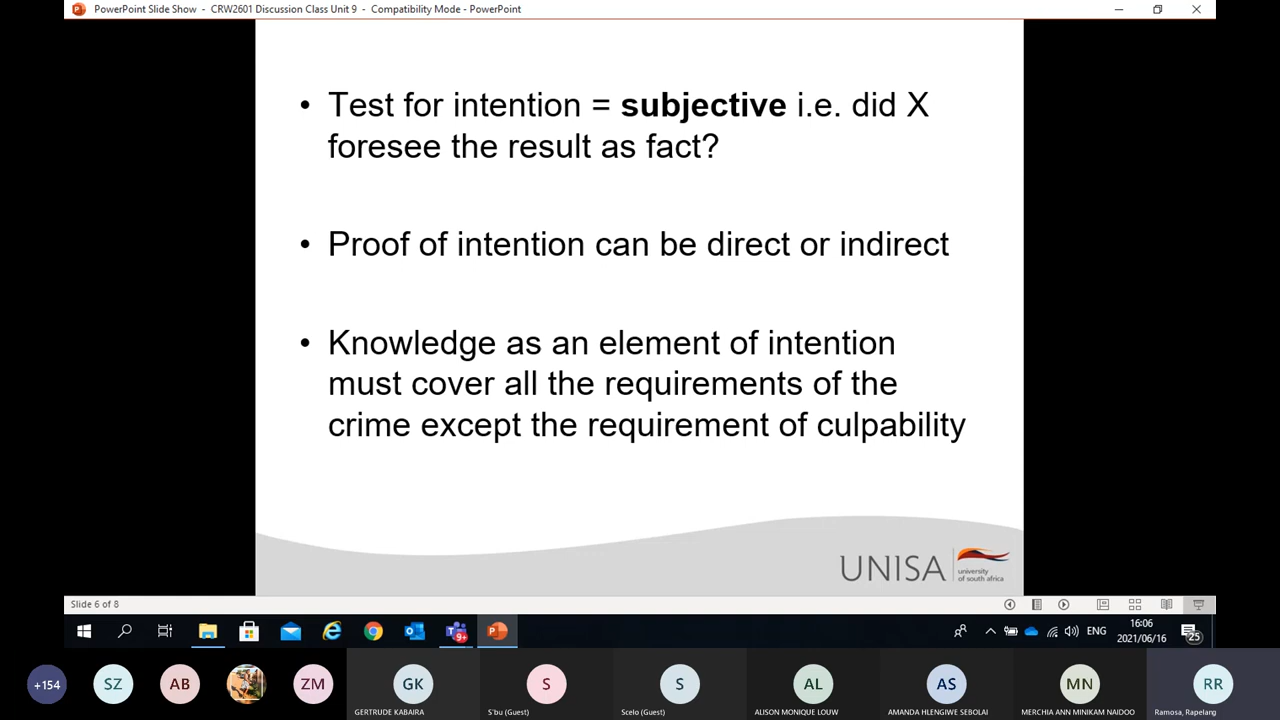 PowerPoint Slide Show - CRW2601 Discussion Class Unit 9 - Compatibility Mode - PowerPoint
• Test for intention = subjective i.e. did X
foresee the result as fact?
• Proof of intention can be direct or indirect
• Knowledge as an element of intention
must cover all the requirements of the
crime except the requirement of culpability
UNISA
university
of south africa
Slide 6 of 8
ENG
16:06
2021/06/16
25
9+
+154
SZ
AB
ZM
GK
S
S
AL
AS
MN
RR
GERTRUDE KABAIRA
S'bu (Guest)
Scelo (Guest)
ALISON MONIQUE LOUW
AMANDA HLENGIWE SEBOLAI
MERCHIA ANN MINIKAM NAIDOO
Ramosa, Rapelang